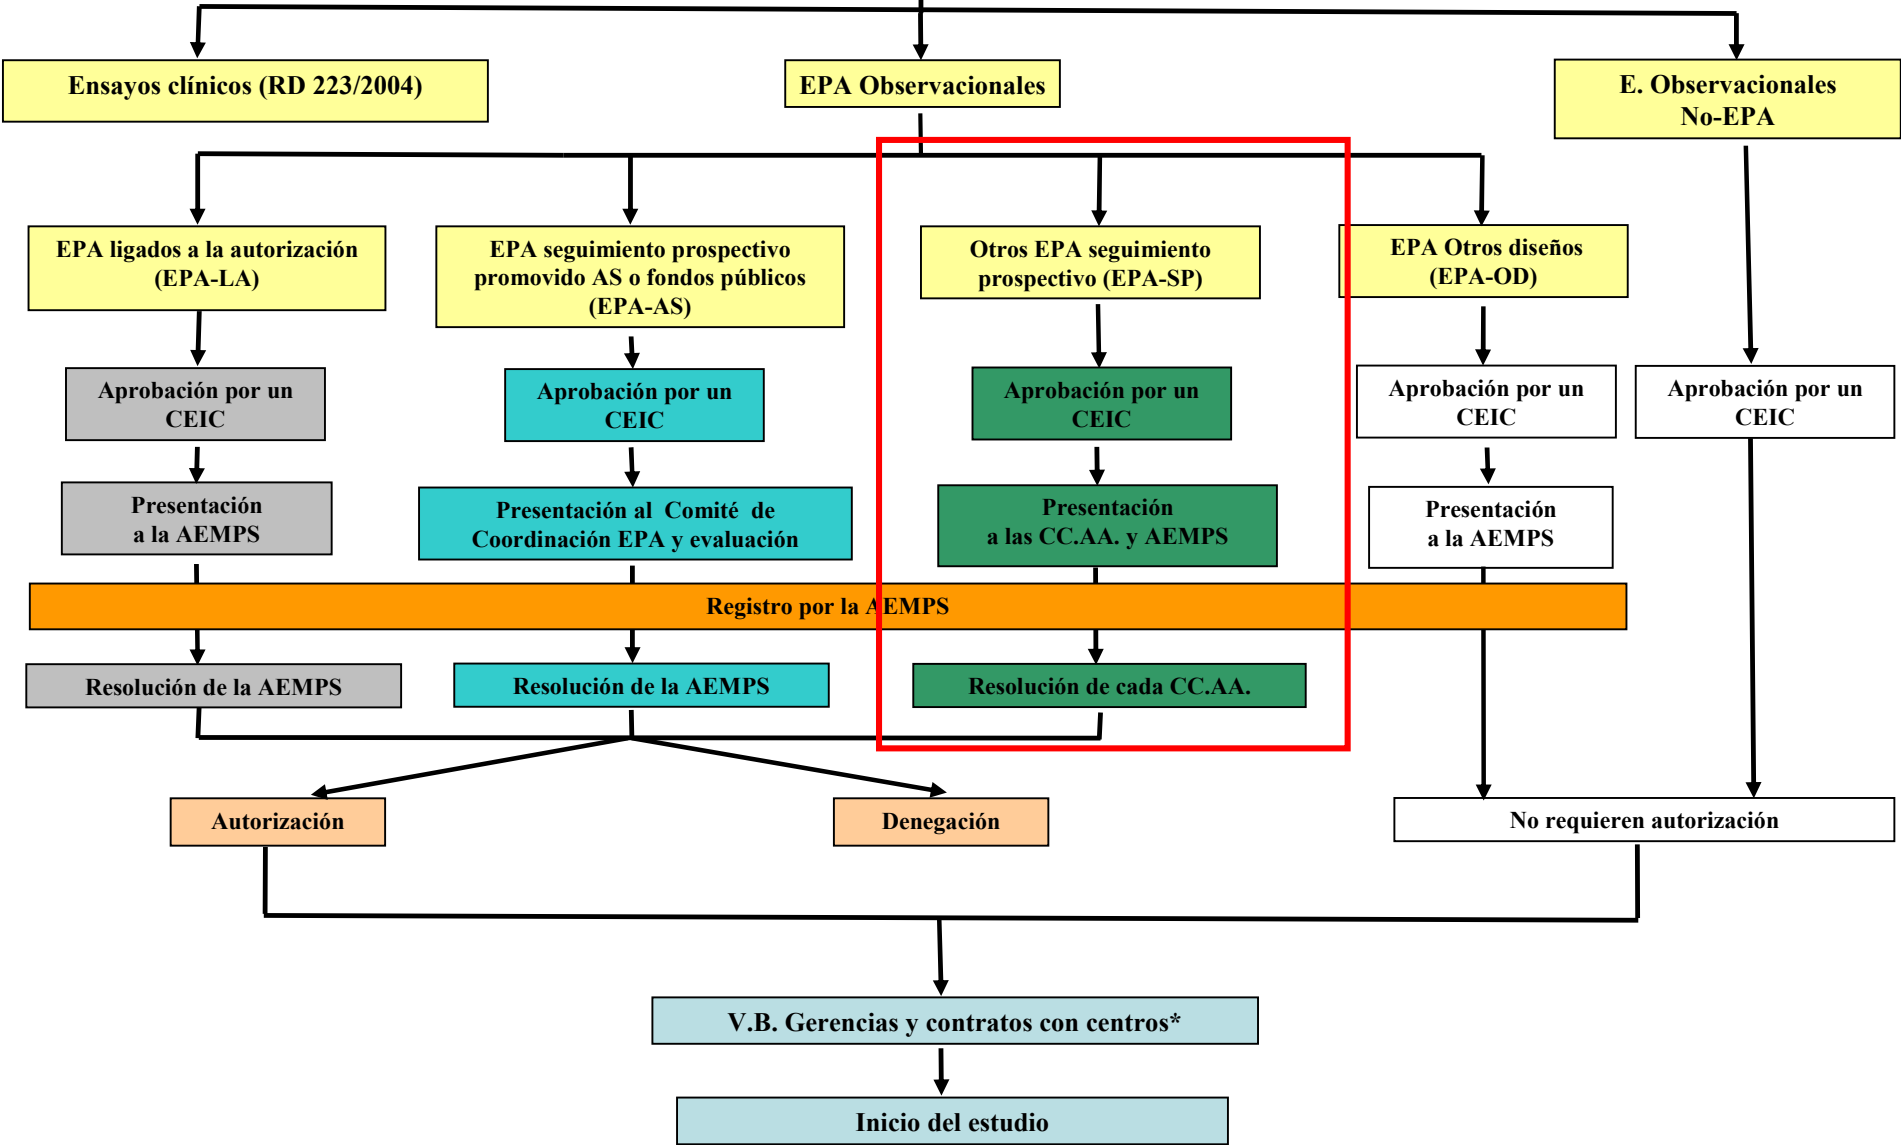 Ensayos clínicos (RD 223/2004)
EPA Observacionales
E. Observacionales
No-EPA
EPA ligados a la autorización
(EPA-LA)
EPA seguimiento prospectivo
promovido AS o fondos públicos
(EPA-AS)
Otros EPA seguimiento
prospectivo (EPA-SP)
EPA Otros diseños
(EPA-OD)
Aprobación por un
CEIC
Aprobación por un
CEIC
Aprobación por un
CEIC
Aprobación por un
CEIC
Aprobación por un
CEIC
Presentación
a la AEMPS
Presentación al Comité de
Coordinación EPA y evaluación
Presentación
a las CC.AA. y AEMPS
Presentación
a la AEMPS
Registro por la AEMPS
Resolución de la AEMPS
Resolución de la AEMPS
Resolución de cada CC.AA.
Autorización
Denegación
No requieren autorización
V.B. Gerencias y contratos con centros*
Inicio del estudio